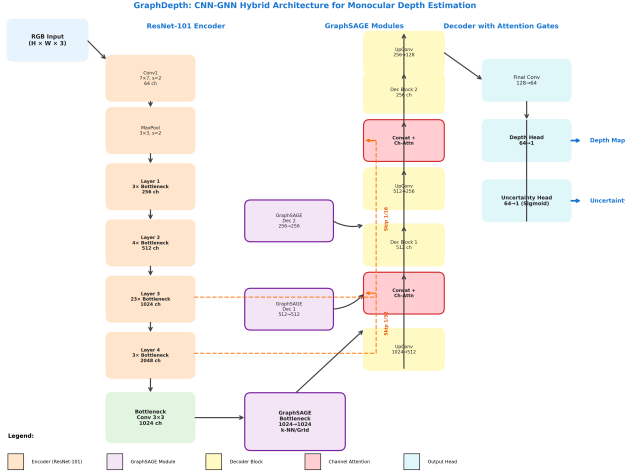 GraphDepth: CNN-GNN Hybrid Architecture for Monocular Depth Estimation
ResNet-101 Encoder
GraphSAGE Modules
Decoder with Attention Gates
RGB Input
(H × W × 3)
Conv1
7×7, s=2
64 ch
MaxPool
3×3, s=2
Layer 1
3× Bottleneck
256 ch
Layer 2
4× Bottleneck
512 ch
Layer 3
23× Bottleneck
1024 ch
Layer 4
3× Bottleneck
2048 ch
Bottleneck
Conv 3×3
1024 ch
GraphSAGE
Dec 2
256→256
GraphSAGE
Dec 1
512→512
GraphSAGE
Bottleneck
1024→1024
k-NN/Grid
UpConv
256→128
Dec Block 2
256 ch
Concat +
Ch-Attn
UpConv
512→256
Dec Block 1
512 ch
Concat +
Ch-Attn
UpConv
1024→512
Skip 1/16
Skip 1/32
Final Conv
128→64
Depth Head
64→1
Uncertainty Head
64→1 (Sigmoid)
Depth Map
Uncertaint
Legend:
Encoder (ResNet-101)
GraphSAGE Module
Decoder Block
Channel Attention
Output Head